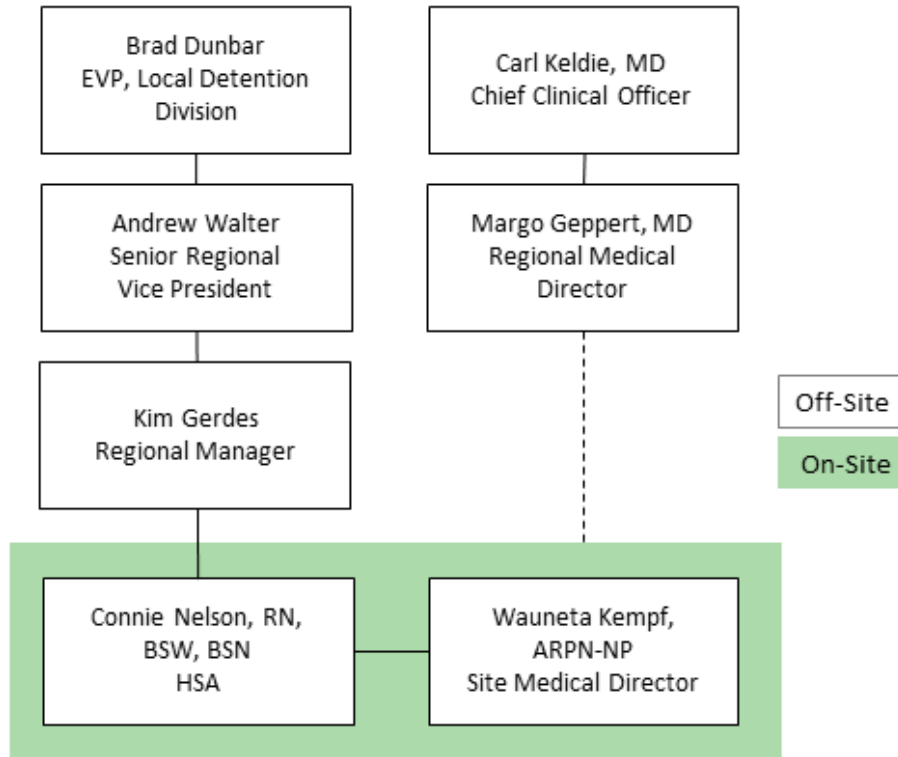 Brad Dunbar
EVP, Local Detention
Division
Carl Keldie, MD
Chief Clinical Officer
Andrew Walter
Senior Regional
Vice President
Margo Geppert, MD
Regional Medical
Director
Kim Gerdes
Regional Manager
Off-Site
On-Site
Connie Nelson, RN,
BSW, BSN
HSA
Wauneta Kempf,
ARPN-NP
Site Medical Director